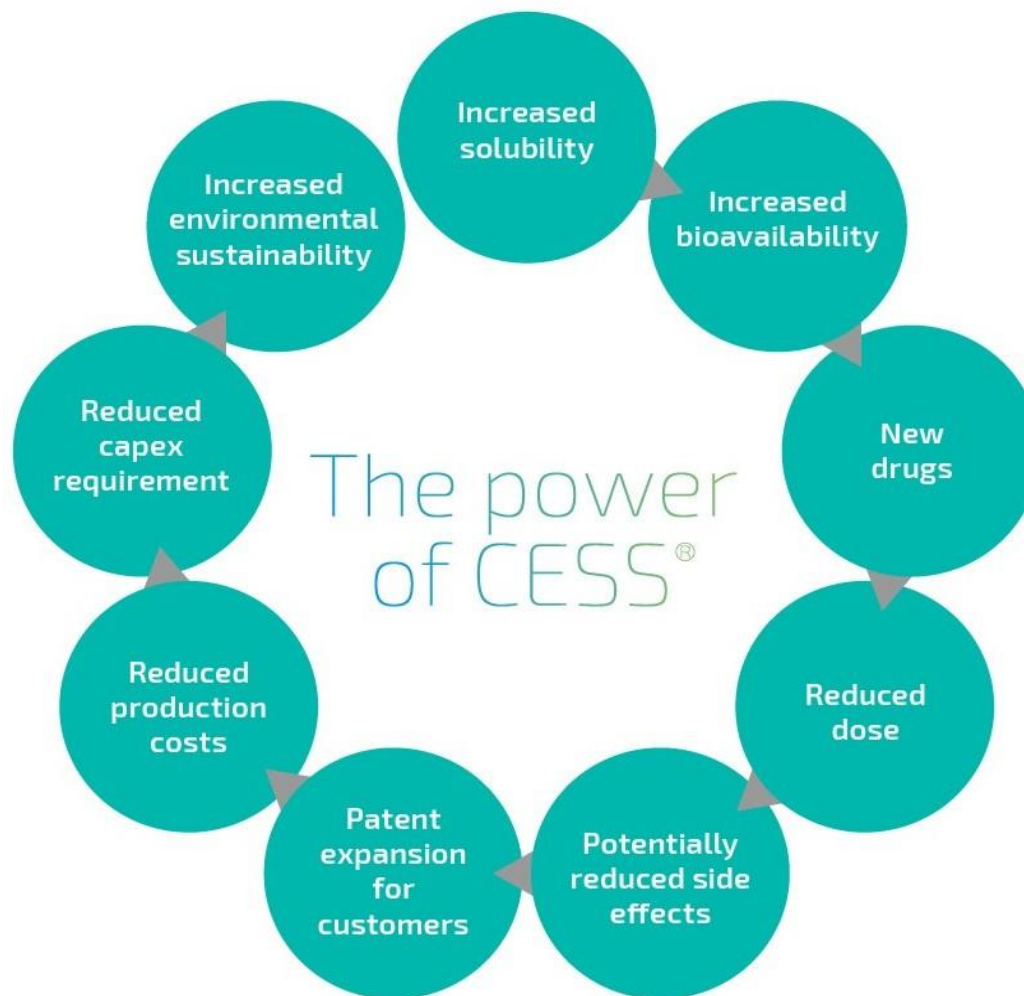 Increased
solubility
Increased
bioavailability
New
drugs
Reduced
dose
Potentially
reduced side
effects
Patent
expansion
for
customers
Reduced
production
costs
Reduced
capex
requirement
Increased
environmental
sustainability
The power
of CESS®